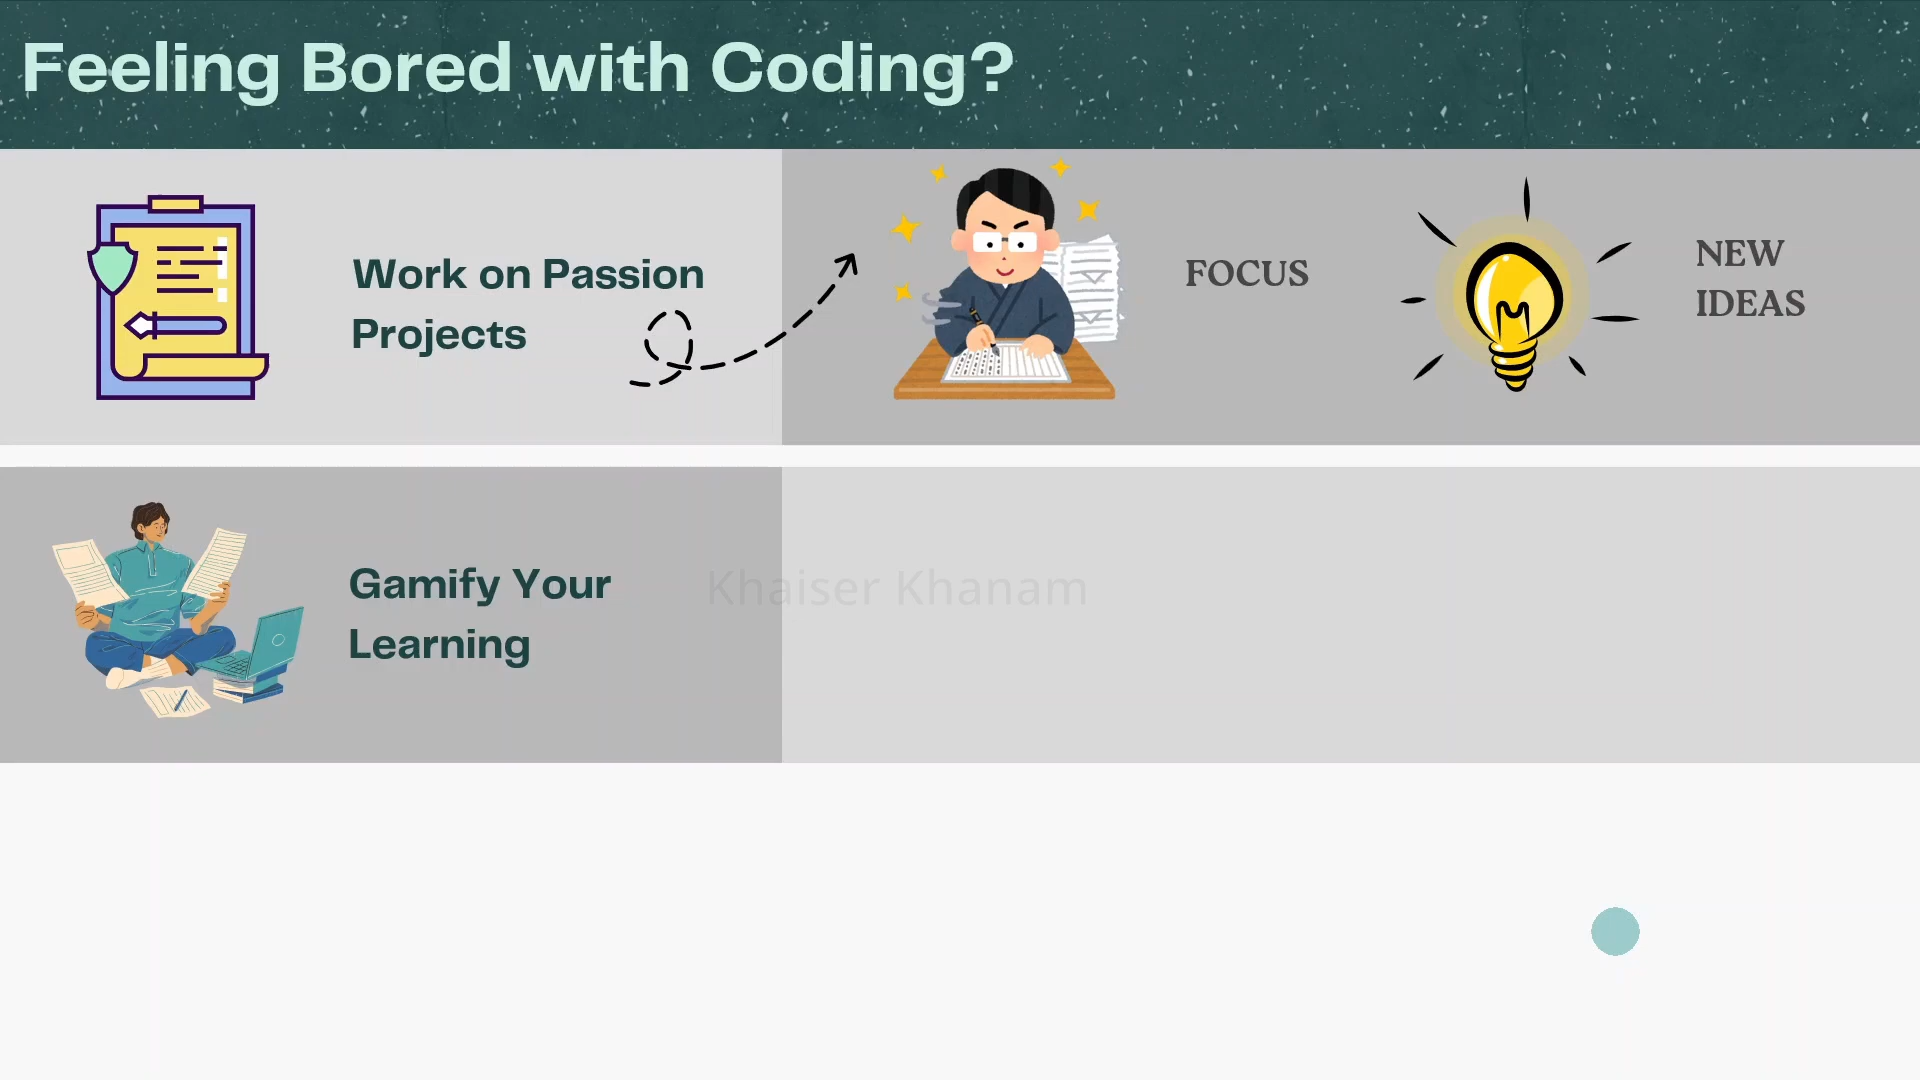 Feeling Bored with Coding?
Work on Passion
Projects
FOCUS
NEW
IDEAS
Gamify Your
Learning
Khaiser Khanam